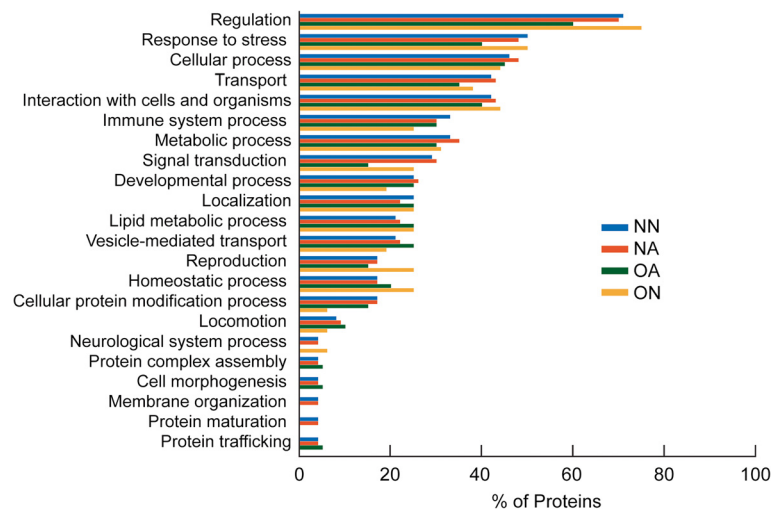 Regulation
Response to stress
Cellular process
Transport
Interaction with cells and organisms
Immune system process
Metabolic process
Signal transduction
Developmental process
Localization
Lipid metabolic process
Vesicle-mediated transport
Reproduction
Homeostatic process
Cellular protein modification process
Locomotion
Neurological system process
Protein complex assembly
Cell morphogenesis
Membrane organization
Protein maturation
Protein trafficking
NN
NA
OA
ON
0 20 40 60 80 100
% of Proteins